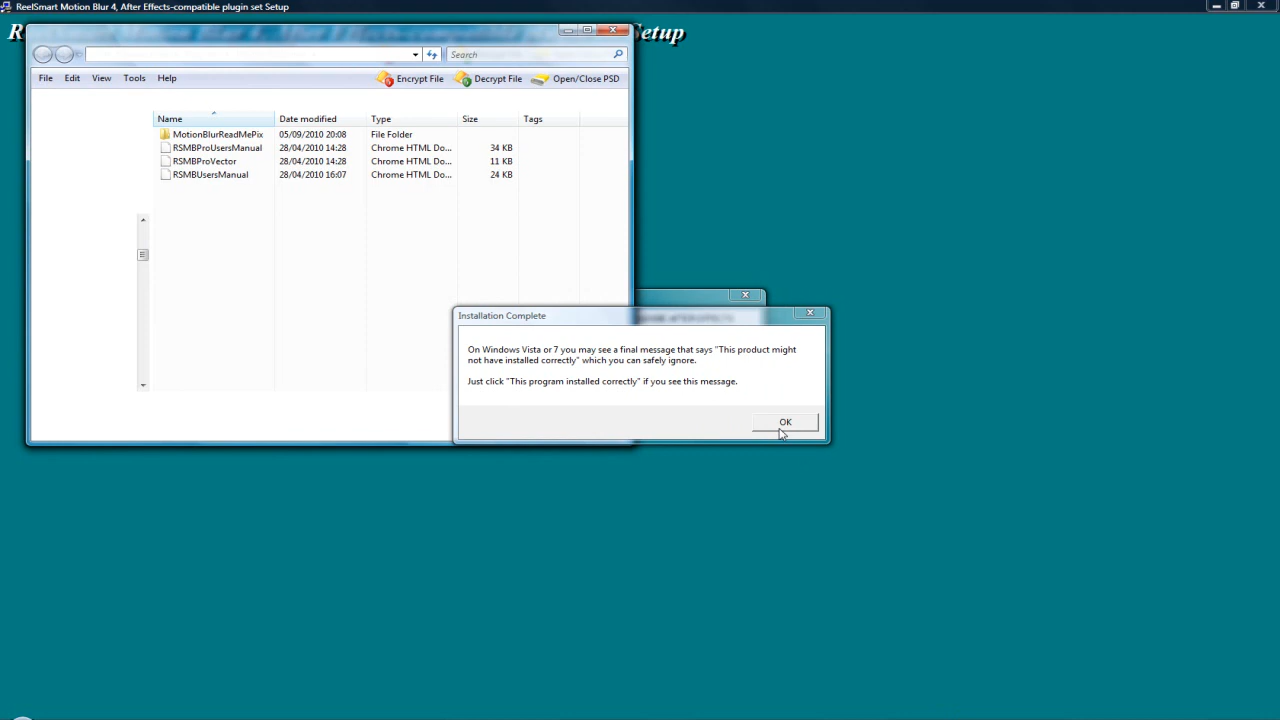 ReelSmart Motion Blur 4, After Effects-compatible plugin set Setup
Setup
Search
File Edit View Tools Help Encrypt File Decrypt File Open/Close PSD
Name Date modified Type Size Tags
MotionBlurReadMePix 05/09/2010 20:08 File Folder
RSMBProUsersManual 28/04/2010 14:28 Chrome HTML Do... 34 KB
RSMBProVector 28/04/2010 14:28 Chrome HTML Do... 11 KB
RSMBUsersManual 28/04/2010 16:07 Chrome HTML Do... 24 KB
Installation Complete
On Windows Vista or 7 you may see a final message that says "This product might
not have installed correctly" which you can safely ignore.
Just click "This program installed correctly" if you see this message.
OK